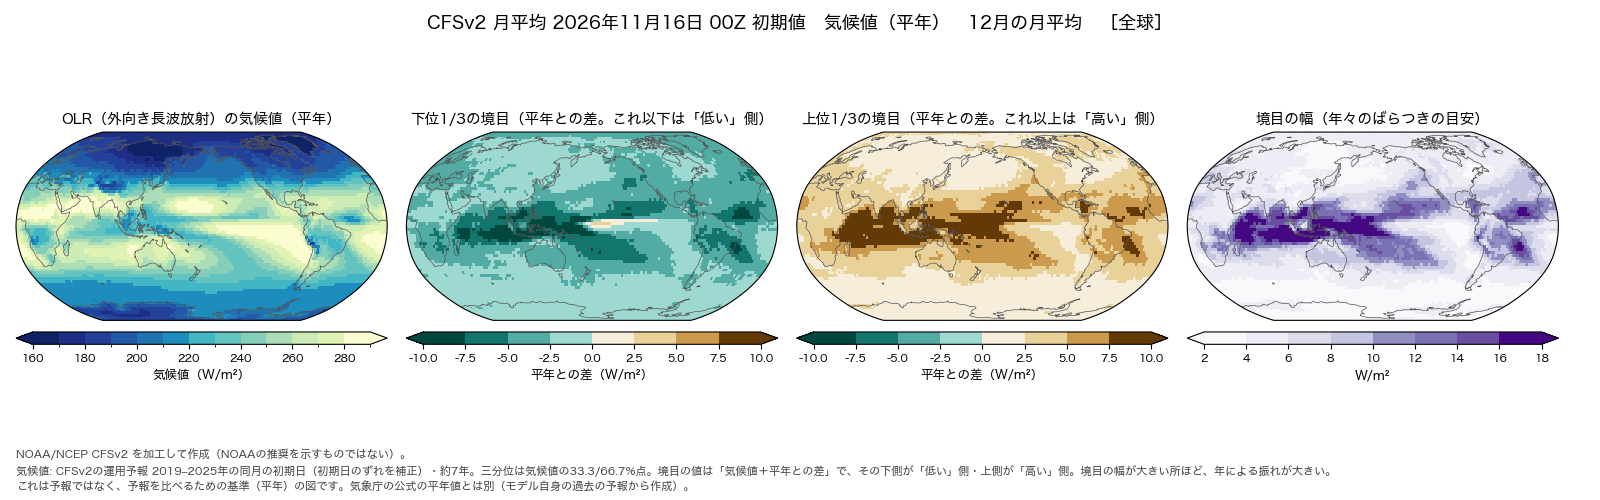 CFSv2 月平均 2026年11月16日 00Z 初期値　気候値（平年）　12月の月平均　［全球］
OLR（外向き長波放射）の気候値（平年）
下位1/3の境目（平年との差。これ以下は「低い」側）
上位1/3の境目（平年との差。これ以上は「高い」側）
境目の幅（年々のばらつきの目安）
160 180 200 220 240 260 280
気候値（W/m²）
-10.0 -7.5 -5.0 -2.5 0.0 2.5 5.0 7.5 10.0
平年との差（W/m²）
-10.0 -7.5 -5.0 -2.5 0.0 2.5 5.0 7.5 10.0
平年との差（W/m²）
2 4 6 8 10 12 14 16 18
W/m²
NOAA/NCEP CFSv2 を加工して作成（NOAAの推奨を示すものではない）。
気候値: CFSv2の運用予報 2019–2025年の同月の初期日（初期日のずれを補正）・約7年。三分位は気候値の33.3/66.7%点。境目の値は「気候値＋平年との差」で、その下側が「低い」側・上側が「高い」側。境目の幅が大きい所ほど、年による振れが大きい。
これは予報ではなく、予報を比べるための基準（平年）の図です。気象庁の公式の平年値とは別（モデル自身の過去の予報から作成）。